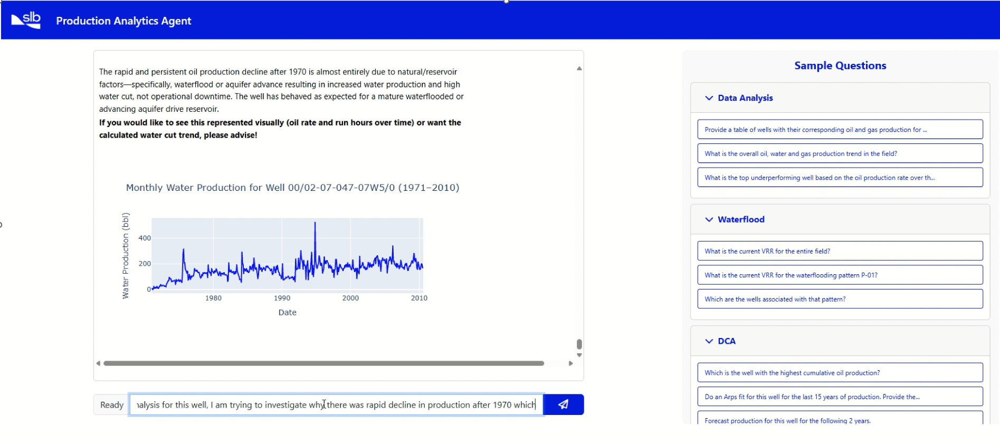 slb
Production Analytics Agent
The rapid and persistent oil production decline after 1970 is almost entirely due to natural/reservoir
factors—specifically, waterflood or aquifer advance resulting in increased water production and high
water cut, not operational downtime. The well has behaved as expected for a mature waterflooded or
advancing aquifer drive reservoir.
If you would like to see this represented visually (oil rate and run hours over time) or want the
calculated water cut trend, please advise!
Monthly Water Production for Well 00/02-07-047-07W5/0 (1971–2010)
Water Production (bbl)
400
200
0
1980
1990
2000
2010
Date
Ready
nalysis for this well, I am trying to investigate why there was rapid decline in production after 1970 which
Sample Questions
Data Analysis
Provide a table of wells with their corresponding oil and gas production for ...
What is the overall oil, water and gas production trend in the field?
What is the top underperforming well based on the oil production rate over th...
Waterflood
What is the current VRR for the entire field?
What is the current VRR for the waterflooding pattern P-01?
Which are the wells associated with that pattern?
DCA
Which is the well with the highest cumulative oil production?
Do an Arps fit for this well for the last 15 years of production. Provide the...
Forecast production for this well for the following 2 years.